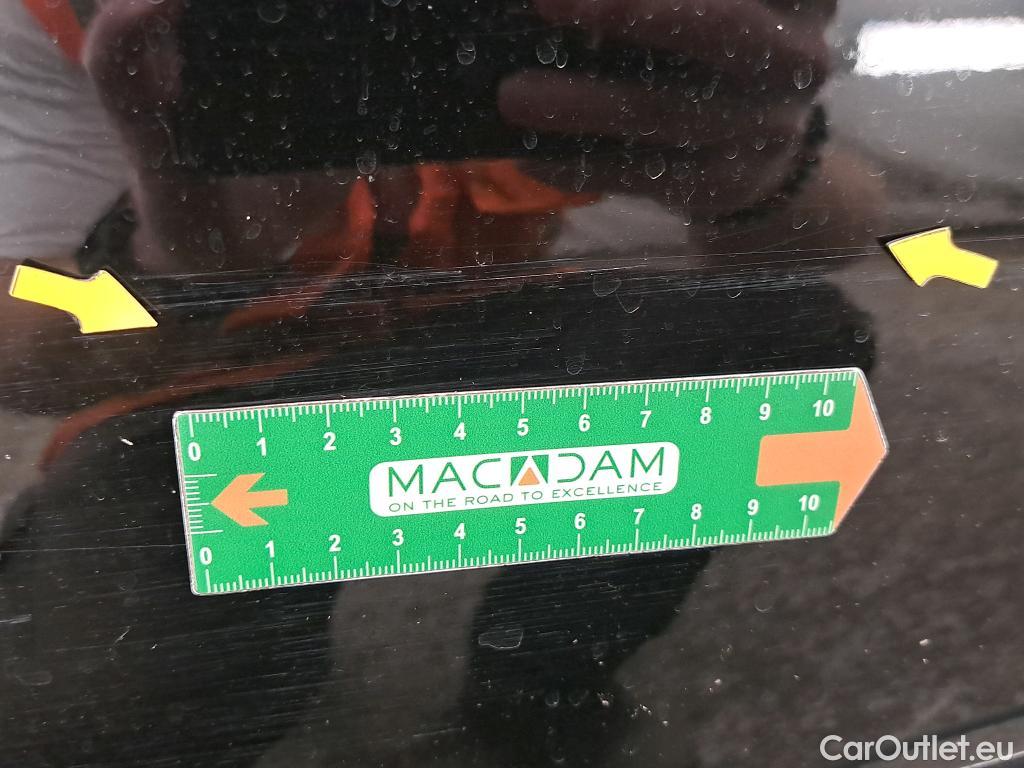 0 1 2 3 4 5 6 7 8 9 10
MACADAM
ON THE ROAD TO EXCELLENCE
0 1 2 3 4 5 6 7 8 9 10
CarOutlet.eu